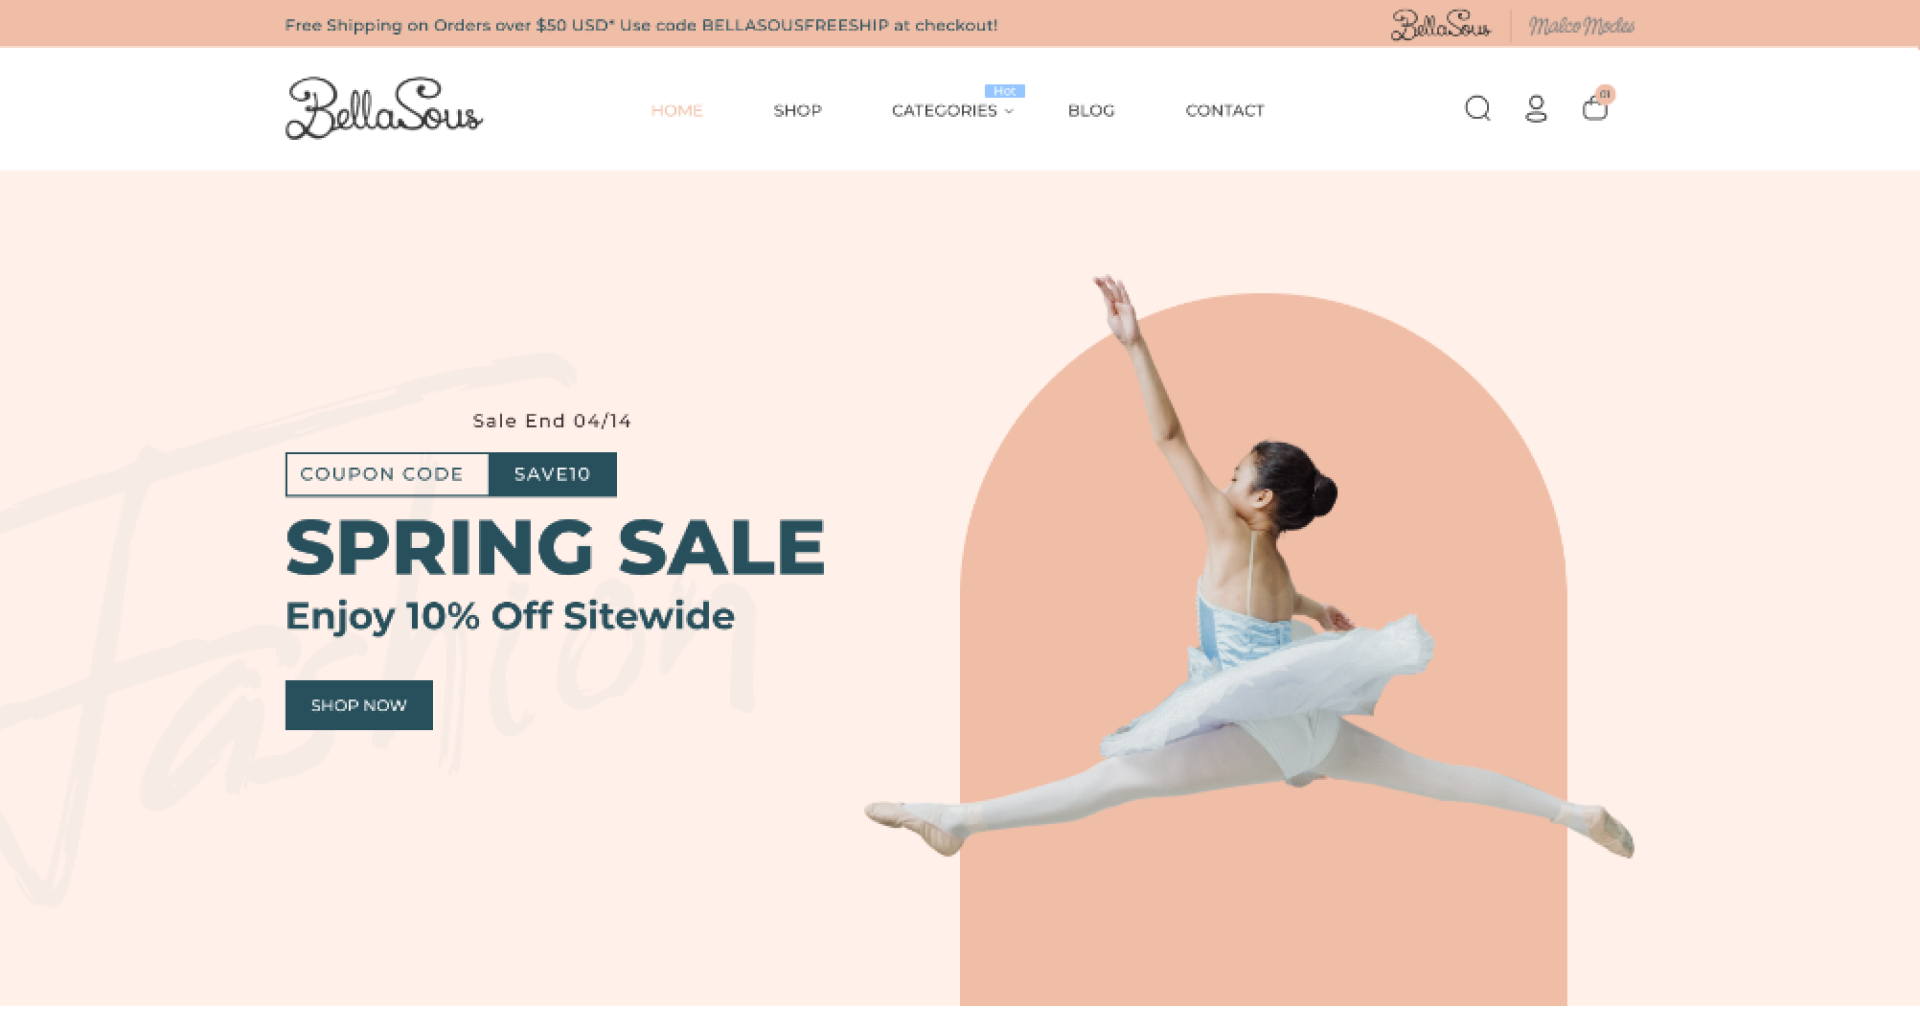 Free Shipping on Orders over $50 USD* Use code BELLASOUSFREESHIP at checkout!
BellaSous
Malco Modes
BellaSous
HOME
SHOP
CATEGORIES
Hot
BLOG
CONTACT
01
Fashion
Sale End 04/14
COUPON CODE SAVE10
SPRING SALE
Enjoy 10% Off Sitewide
SHOP NOW